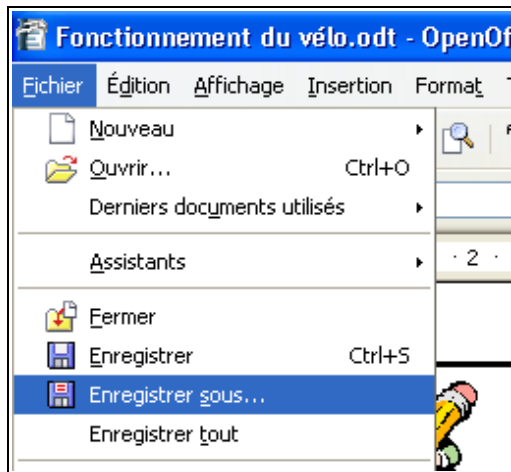 Fonctionnement du vélo.odt - OpenOf
Fichier Édition Affichage Insertion Format
Nouveau
Ouvrir... Ctrl+O
Derniers documents utilisés
Assistants
· 2 ·
Fermer
Enregistrer Ctrl+S
Enregistrer sous...
Enregistrer tout